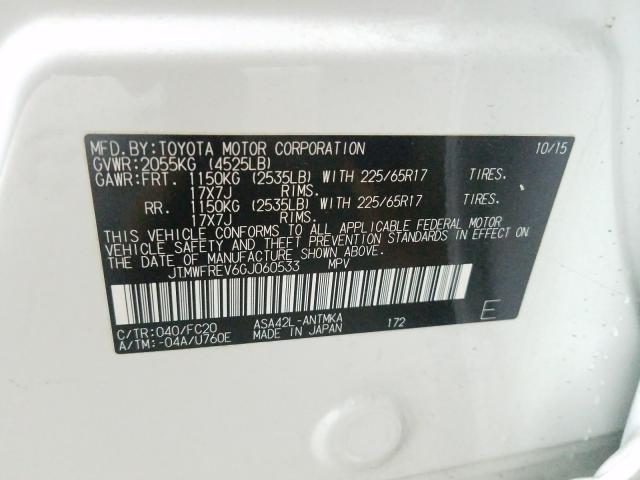 MFD.BY:TOYOTA MOTOR CORPORATION 10/15
GVWR:2055KG (4525LB)
GAWR:FRT. 1150KG (2535LB) WITH 225/65R17 TIRES.
17X7J RIMS.
RR. 1150KG (2535LB) WITH 225/65R17 TIRES.
17X7J RIMS.
THIS VEHICLE CONFORMS TO ALL APPLICABLE FEDERAL MOTOR
VEHICLE SAFETY AND THEFT PREVENTION STANDARDS IN EFFECT
ON THE DATE OF MANUFACTURE SHOWN ABOVE.
JTMWFREV6GJ060533 MPV
C/TR:040/FC20 ASA42L-ANTMKA 172 E
A/TM:-04A/U760E MADE IN JAPAN